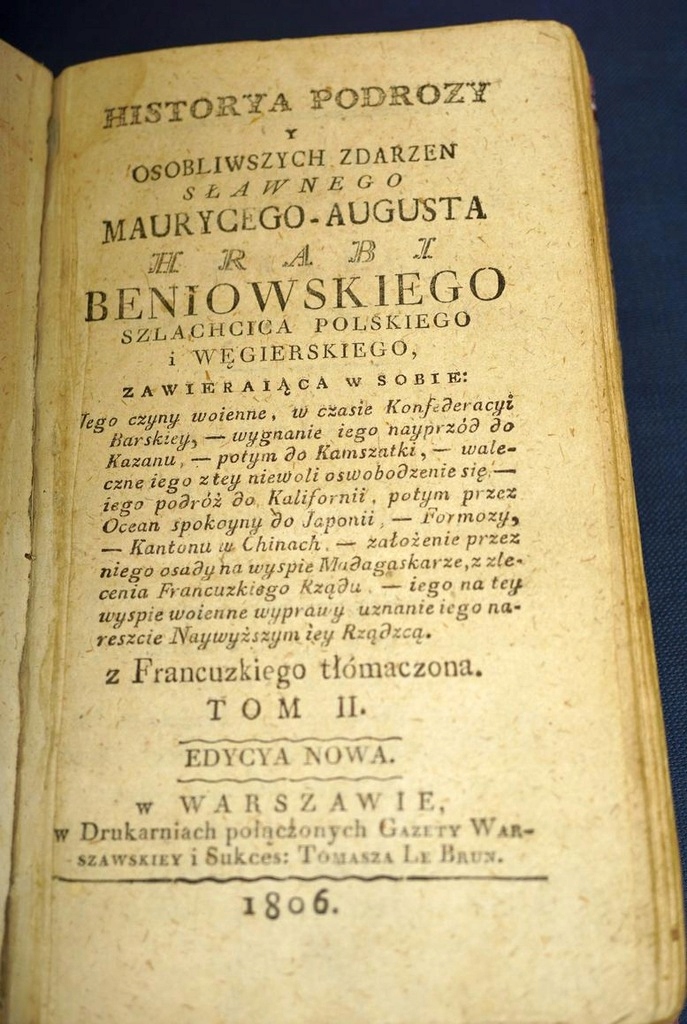 HISTORYA PODROZY
Y
OSOBLIWSZYCH ZDARZEN
SŁAWNEGO
MAURYCEGO-AUGUSTA
HRABI
BENIOWSKIEGO
SZLACHCICA POLSKIEGO
i WĘGIERSKIEGO,
ZAWIERAIĄCA W SOBIE:
Iego czyny woienne, w czasie Konfederacyi
Barskiey, — wygnanie iego nayprzód do
Kazanu, — potym do Kamszatki, — wale-
czne iego z tey niewoli oswobodzenie się, —
iego podróż do Kalifornii, potym przez
Ocean spokoyny do Japonii, — Formozy,
— Kantonu w Chinach, — założenie przez
niego osady na wyspie Madagaskarze, z zle-
cenia Francuzkiego Rządu, — iego na tey
wyspie woienne wyprawy uznanie iego na-
reszcie Naywyższym iey Rządzcą.
z Francuzkiego tłómaczona.
TOM II.
EDYCYA NOWA.
w WARSZAWIE,
w Drukarniach połączonych GAZETY WAR-
SZAWSKIEY i Sukces: TOMASZA LE BRUN.
1806.